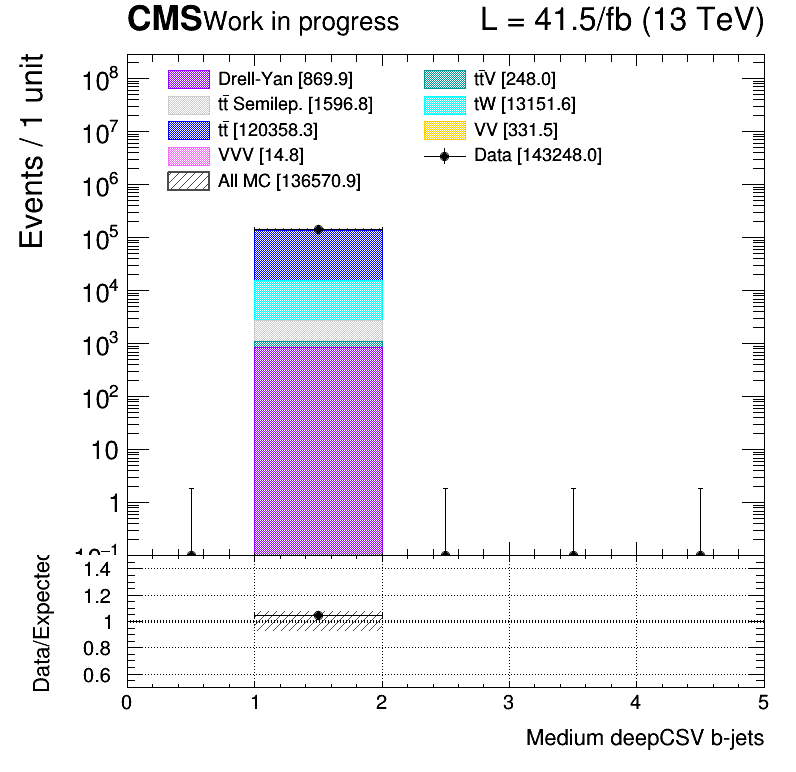 CMS Work in progress L = 41.5/fb (13 TeV)
Events / 1 unit
Drell-Yan [869.9] tt̄V [248.0]
tt̄ Semilep. [1596.8] tW [13151.6]
tt̄ [120358.3] VV [331.5]
VVV [14.8] Data [143248.0]
All MC [136570.9]
10⁸
10⁷
10⁶
10⁵
10⁴
10³
10²
10
1
10⁻¹
Data/Expected
1.4
1.2
1
0.8
0.6
0 1 2 3 4 5
Medium deepCSV b-jets